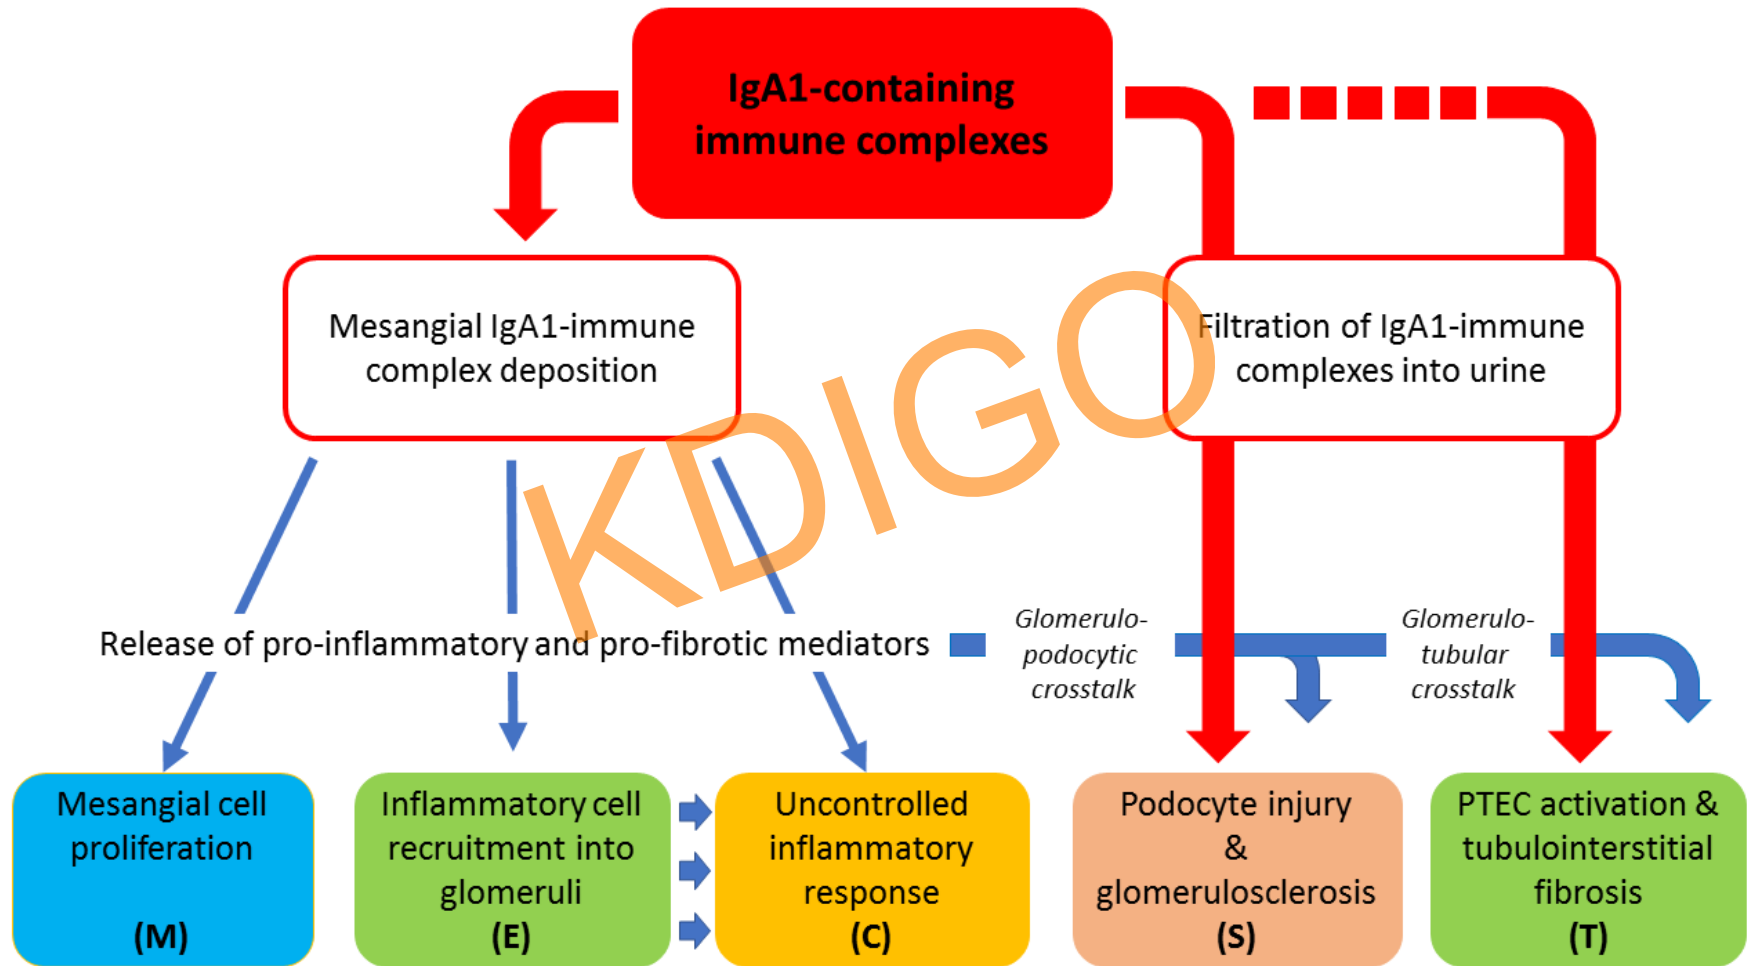 IgA1-containing
immune complexes
Mesangial IgA1-immune
complex deposition
Filtration of IgA1-immune
complexes into urine
KDIGO
Release of pro-inflammatory and pro-fibrotic mediators
Glomerulo-
podocytic
crosstalk
Glomerulo-
tubular
crosstalk
Mesangial cell
proliferation
(M)
Inflammatory cell
recruitment into
glomeruli
(E)
Uncontrolled
inflammatory
response
(C)
Podocyte injury
&
glomerulosclerosis
(S)
PTEC activation &
tubulointerstitial
fibrosis
(T)